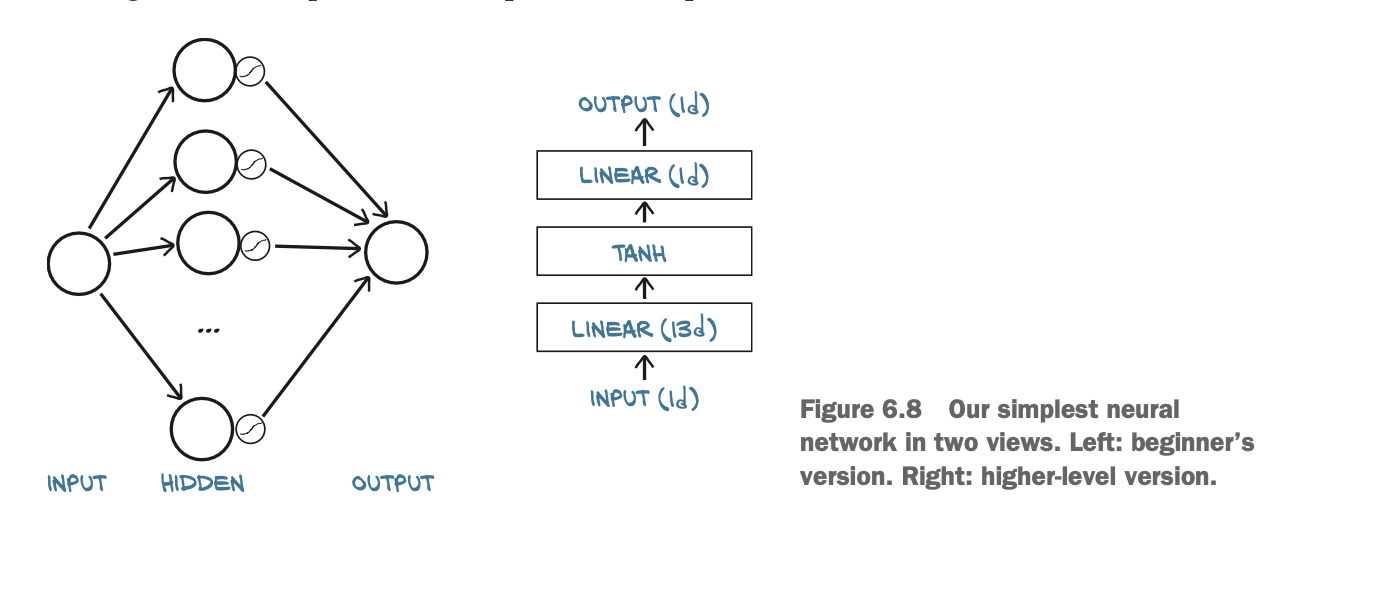 ...
INPUT
HIDDEN
OUTPUT
OUTPUT (1d)
LINEAR (1d)
TANH
LINEAR (13d)
INPUT (1d)
Figure 6.8 Our simplest neural
network in two views. Left: beginner’s
version. Right: higher-level version.